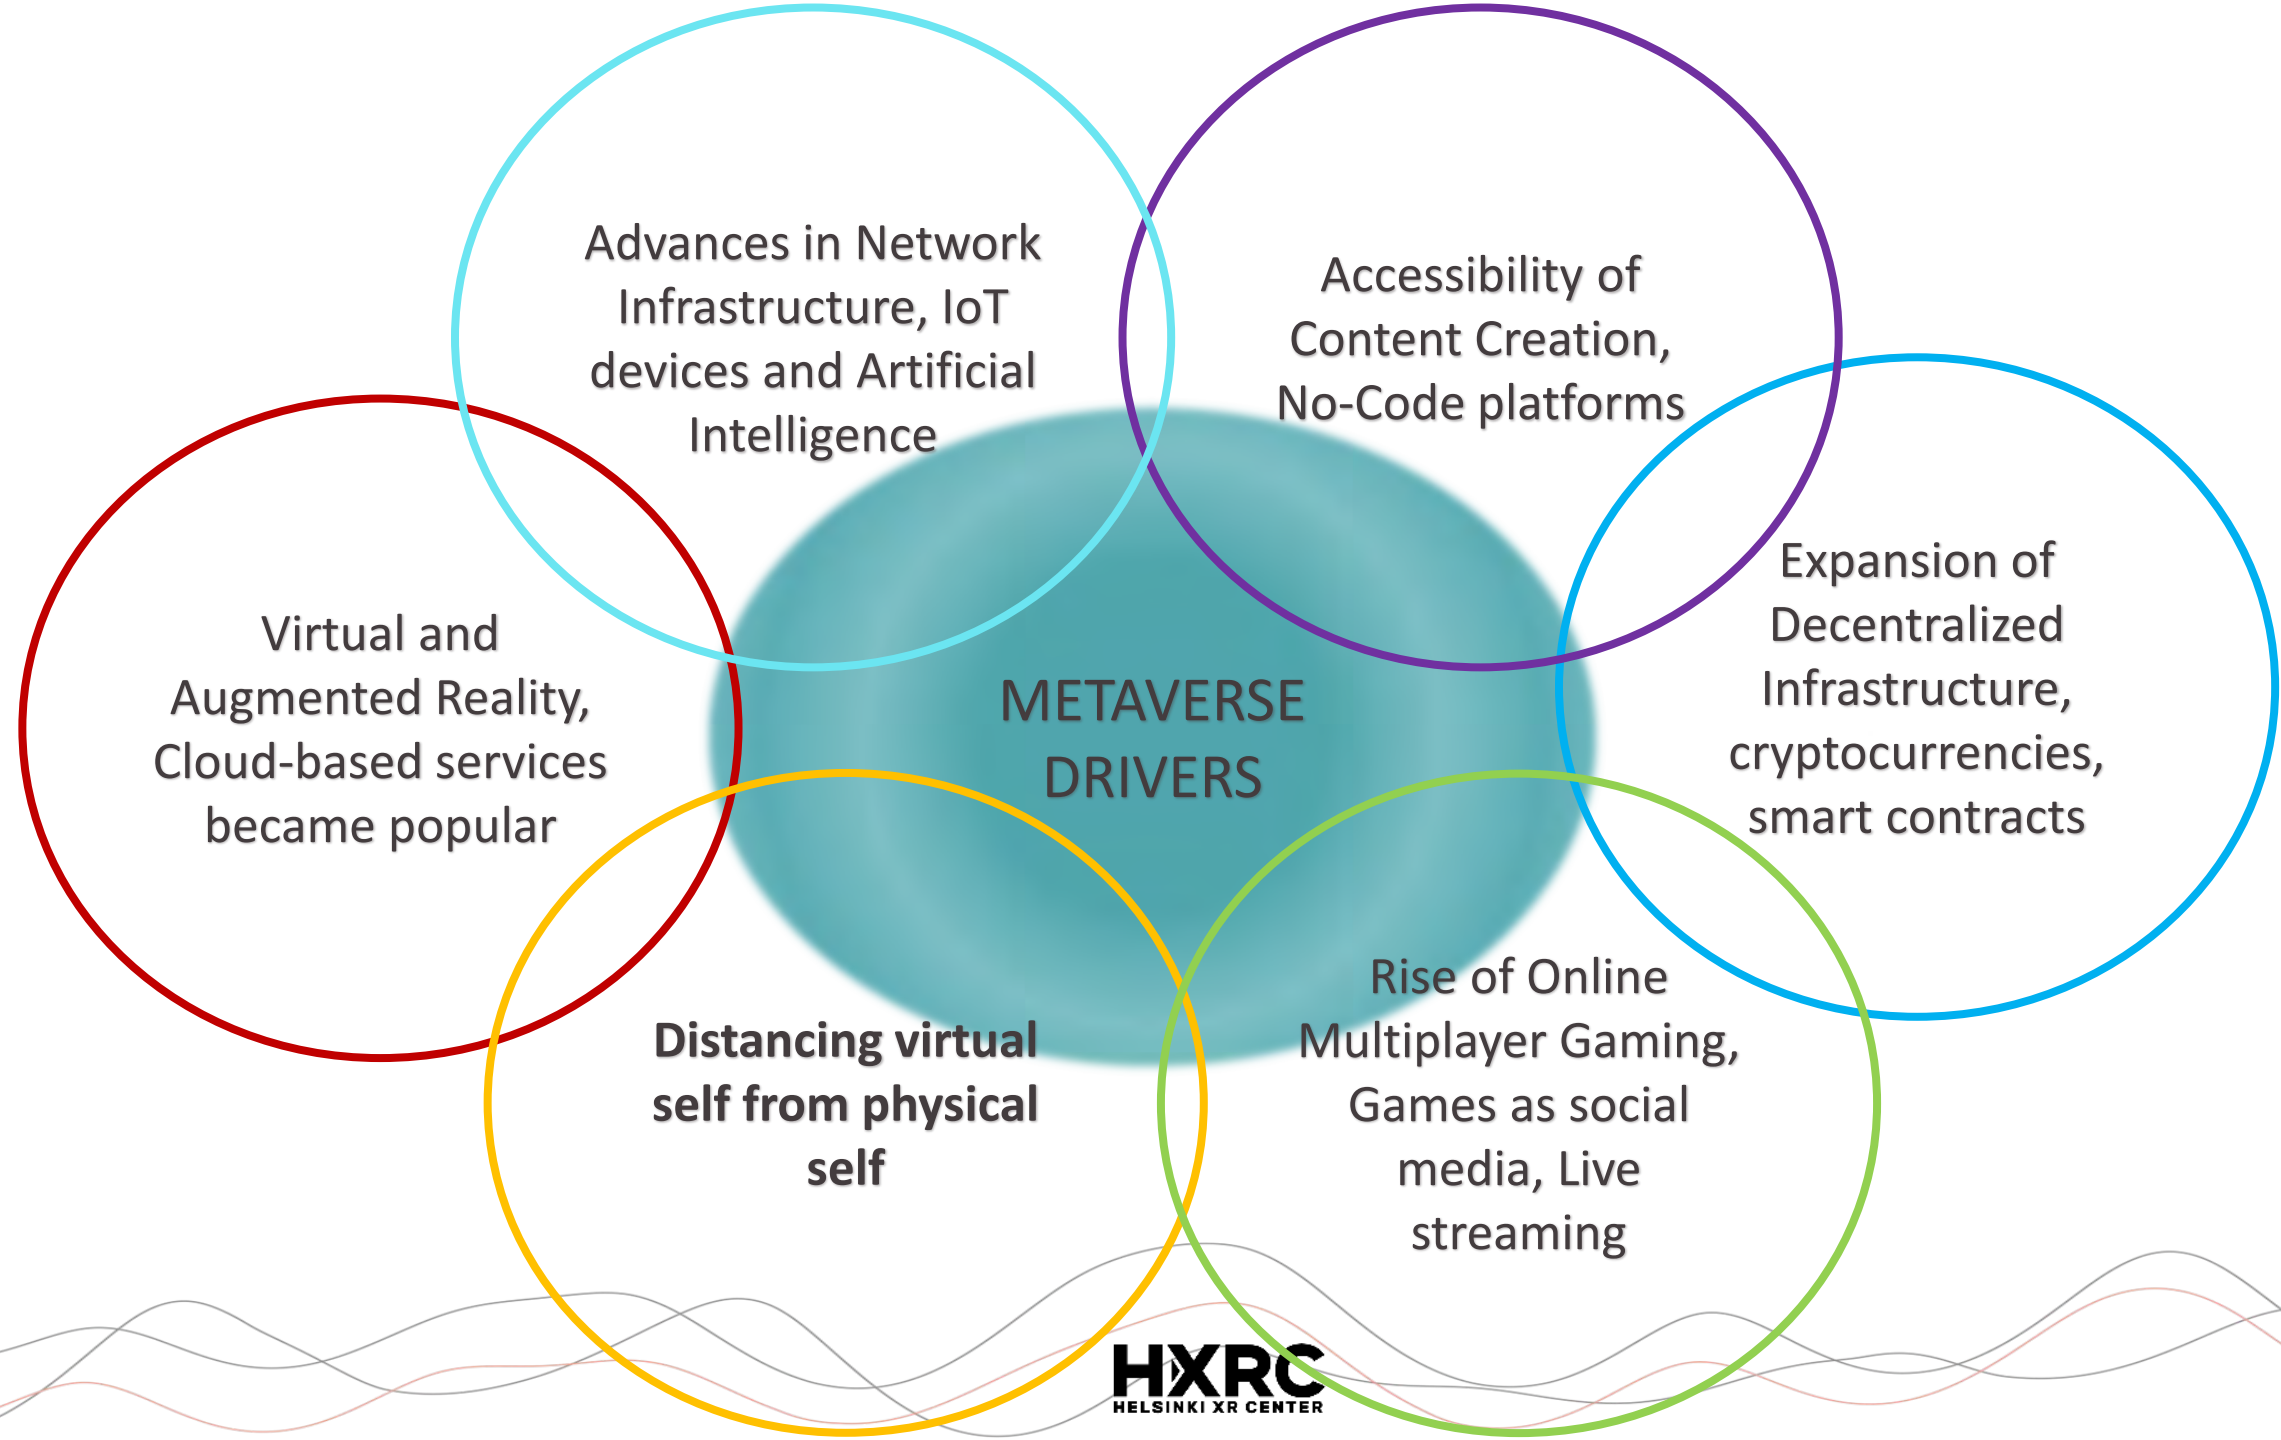 Advances in Network
Infrastructure, IoT
devices and Artificial
Intelligence
Accessibility of
Content Creation,
No-Code platforms
Virtual and
Augmented Reality,
Cloud-based services
became popular
METAVERSE
DRIVERS
Expansion of
Decentralized
Infrastructure,
cryptocurrencies,
smart contracts
Distancing virtual
self from physical
self
Rise of Online
Multiplayer Gaming,
Games as social
media, Live
streaming
HXRC
HELSINKI XR CENTER